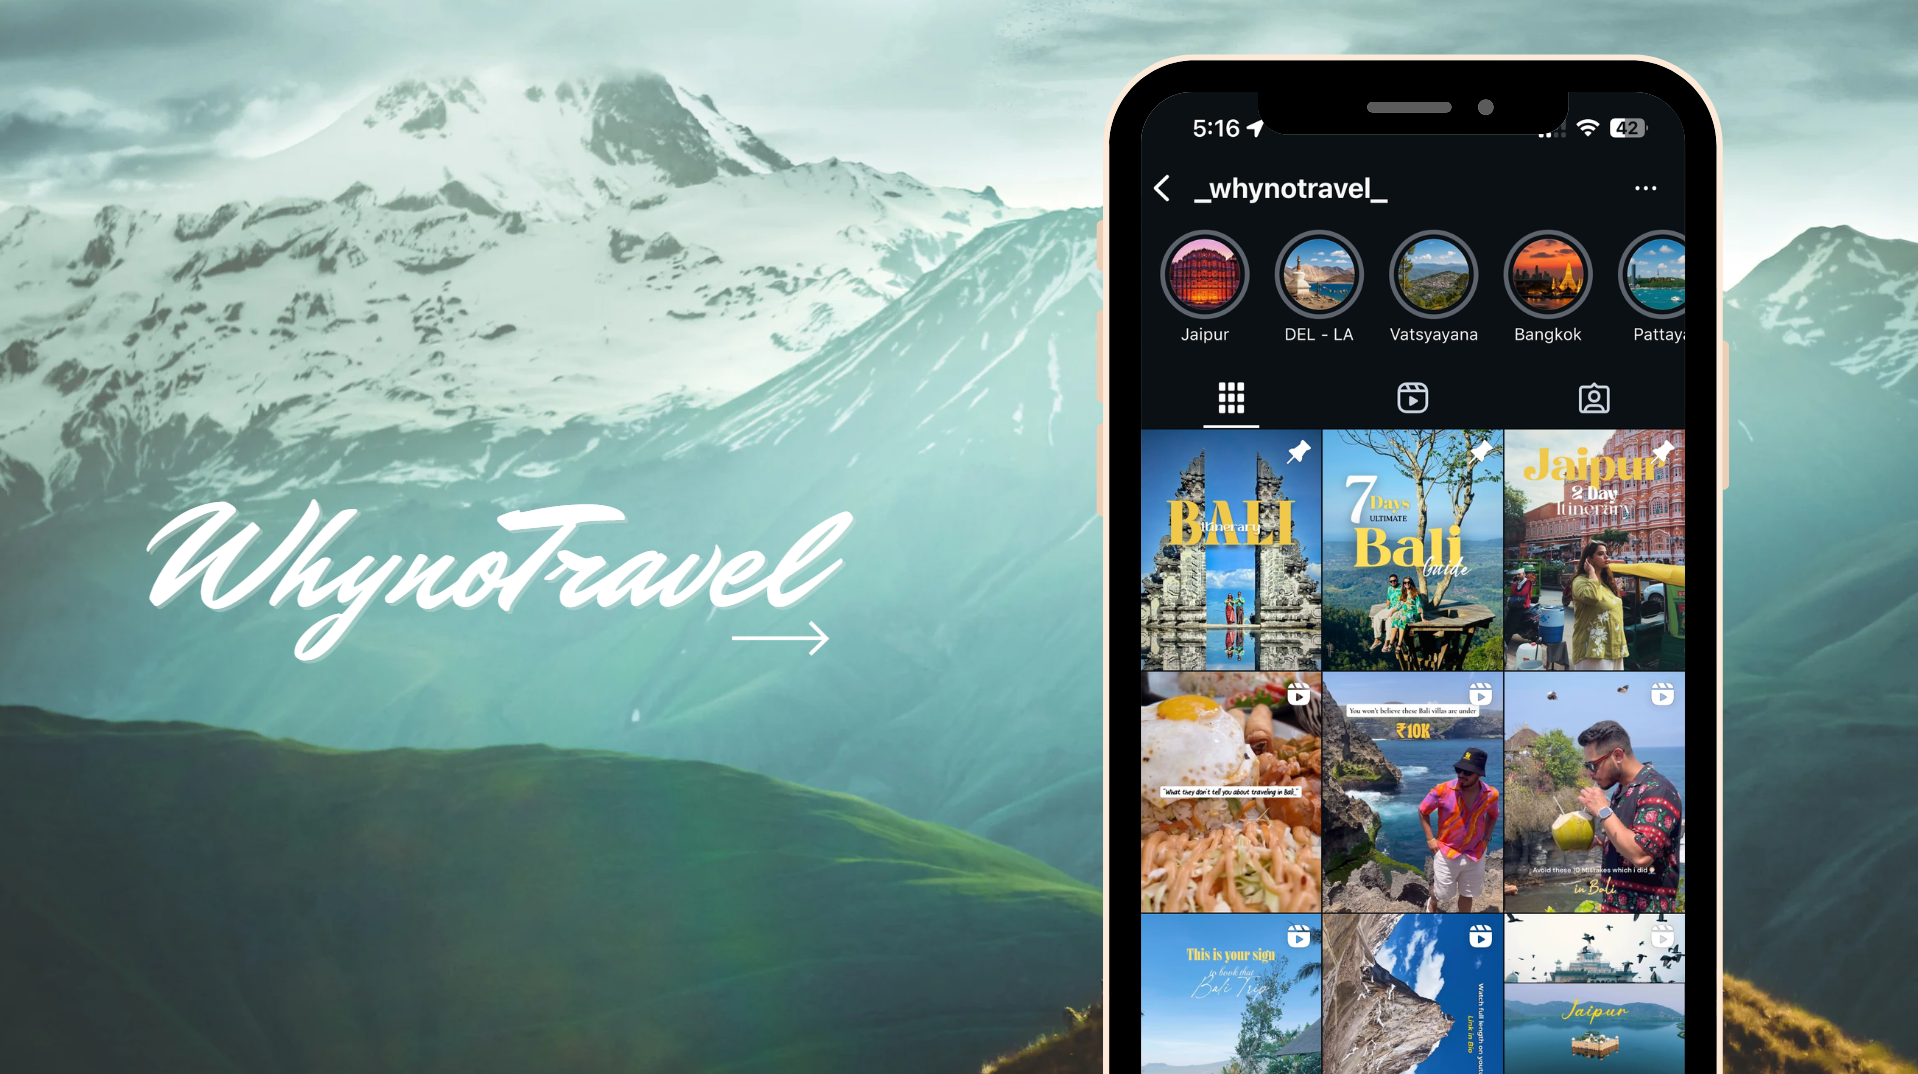 WhynoTravel
5:16
42
_whynotravel_
Jaipur
DEL - LA
Vatsyayana
Bangkok
Pattaya
BALI
Itinerary
7
Days
ULTIMATE
Bali
Guide
Jaipur
2 Day
Itinerary
"What they don't tell you about traveling in Bali."
You won't believe these Bali villas are under
₹10K
Avoid these 10 Mistakes which i did
in Bali
This is your sign
to book that
Bali Trip
Watch full length on yout
Link in Bio
Jaipur